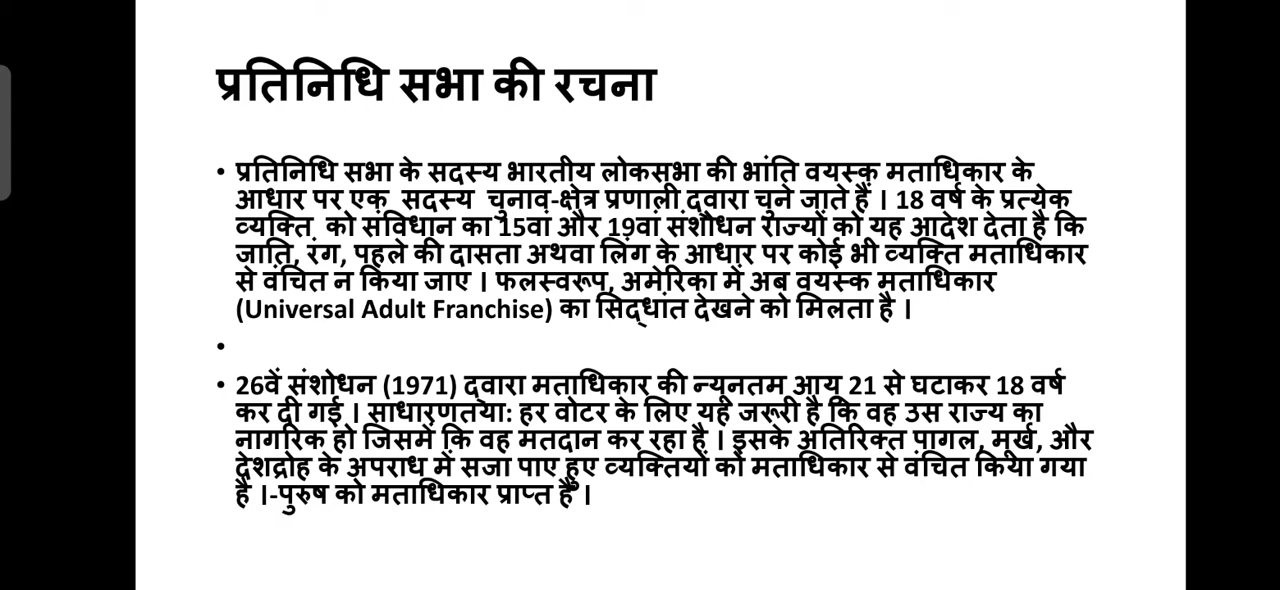 प्रतिनिधि सभा की रचना
• प्रतिनिधि सभा के सदस्य भारतीय लोकसभा की भांति वयस्क मताधिकार के
आधार पर एक सदस्य चुनाव-क्षेत्र प्रणाली द्वारा चुने जाते हैं । 18 वर्ष के प्रत्येक
व्यक्ति को संविधान का 15वां और 19वां संशोधन राज्यों को यह आदेश देता है कि
जाति, रंग, पहले की दासता अथवा लिंग के आधार पर कोई भी व्यक्ति मताधिकार
से वंचित न किया जाए । फलस्वरूप, अमेरिका में अब वयस्क मताधिकार
(Universal Adult Franchise) का सिद्धांत देखने को मिलता है ।
•
• 26वें संशोधन (1971) द्वारा मताधिकार की न्यूनतम आयु 21 से घटाकर 18 वर्ष
कर दी गई । साधारणतयाः हर वोटर के लिए यह जरूरी है कि वह उस राज्य का
नागरिक हो जिसमें कि वह मतदान कर रहा है । इसके अतिरिक्त पागल, मूर्ख, और
देशद्रोह के अपराध में सजा पाए हुए व्यक्तियों को मताधिकार से वंचित किया गया
है ।-पुरुष को मताधिकार प्राप्त है ।